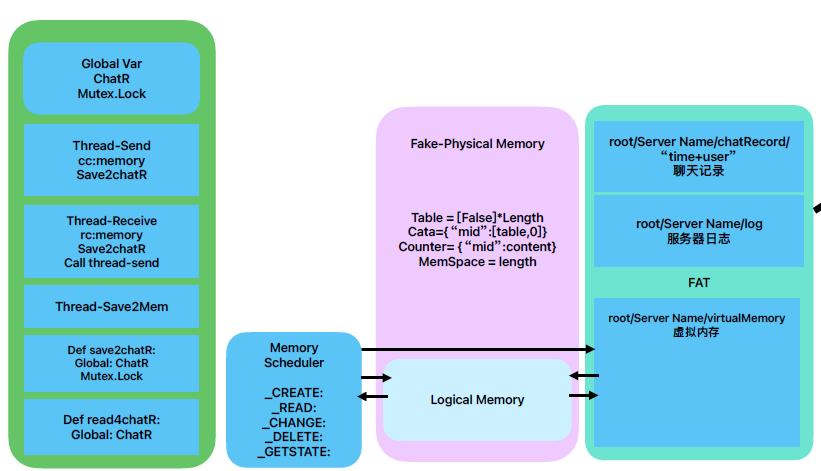 Global Var
ChatR
Mutex.Lock
Thread-Send
cc:memory
Save2chatR
Thread-Receive
rc:memory
Save2chatR
Call thread-send
Thread-Save2Mem
Def save2chatR:
Global: ChatR
Mutex.Lock
Def read4chatR:
Global: ChatR
Memory
Scheduler
_CREATE:
_READ:
_CHANGE:
_DELETE:
_GETSTATE:
Fake-Physical Memory
Table = [False]*Length
Cata={“mid”:[table,0]}
Counter= {“mid”:content}
MemSpace = length
Logical Memory
root/Server Name/chatRecord/
“time+user”
聊天记录
root/Server Name/log
服务器日志
FAT
root/Server Name/virtualMemory
虚拟内存